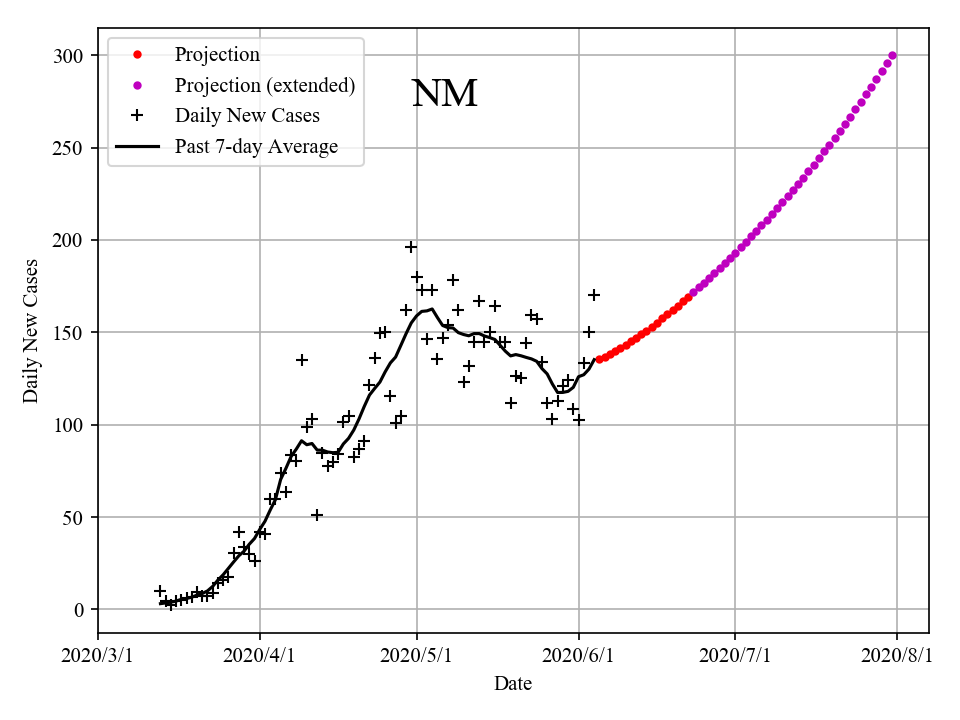 NM
Projection
Projection (extended)
Daily New Cases
Past 7-day Average
300
250
200
150
100
50
0
Daily New Cases
2020/3/1 2020/4/1 2020/5/1 2020/6/1 2020/7/1 2020/8/1
Date